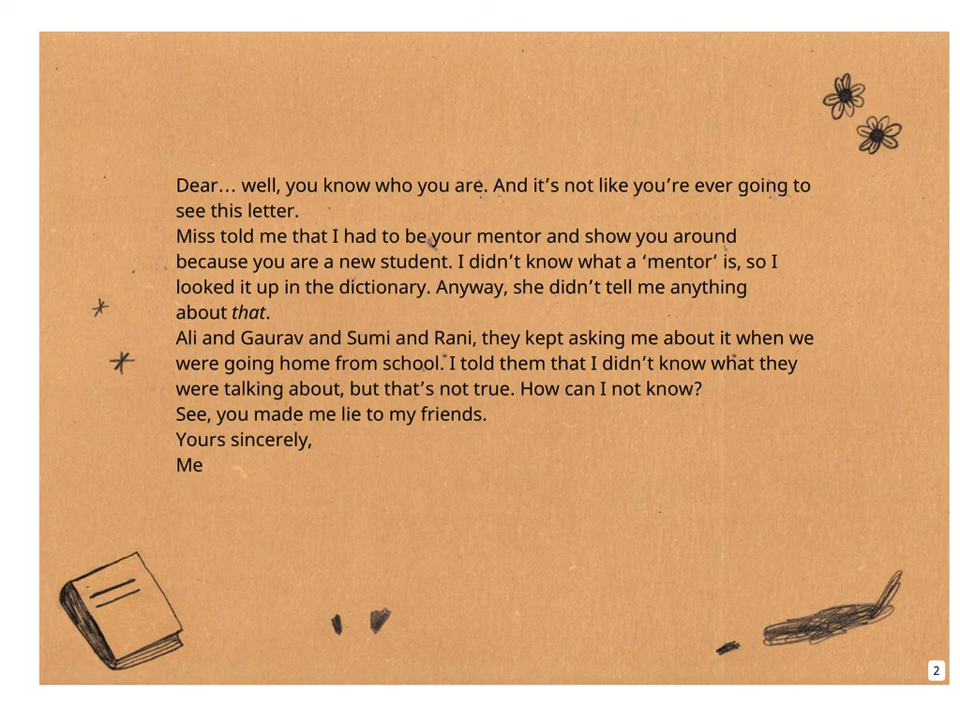 Dear… well, you know who you are. And it’s not like you’re ever going to
see this letter.
Miss told me that I had to be your mentor and show you around
because you are a new student. I didn’t know what a ‘mentor’ is, so I
looked it up in the dictionary. Anyway, she didn’t tell me anything
about that.
Ali and Gaurav and Sumi and Rani, they kept asking me about it when we
were going home from school. I told them that I didn’t know what they
were talking about, but that’s not true. How can I not know?
See, you made me lie to my friends.
Yours sincerely,
Me
2